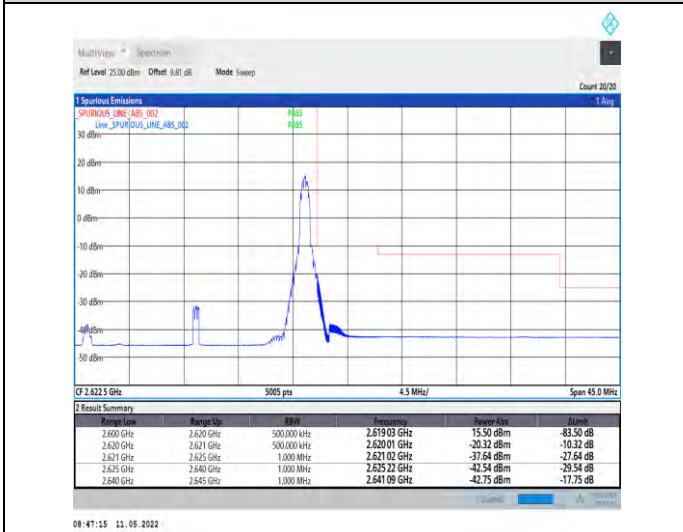 MultiView Spectrum
Ref Level 25.00 dBm Offset 9.81 dB Mode Sweep
Count 20/20
1 Spurious Emissions 1 Avg
_SPURIOUS_LINE_ABS_002 PASS
Line _SPURIOUS_LINE_ABS_002 PASS
30 dBm
20 dBm
10 dBm
0 dBm
-10 dBm
-20 dBm
-30 dBm
-40 dBm
-50 dBm
CF 2.622 5 GHz 5005 pts 4.5 MHz/ Span 45.0 MHz
2 Result Summary
Range Low Range Up RBW Frequency Power Abs ΔLimit
2.600 GHz 2.620 GHz 500.000 kHz 2.619 03 GHz 15.50 dBm -83.50 dB
2.620 GHz 2.621 GHz 500.000 kHz 2.620 01 GHz -20.32 dBm -10.32 dB
2.621 GHz 2.625 GHz 1.000 MHz 2.621 02 GHz -37.64 dBm -27.64 dB
2.625 GHz 2.640 GHz 1.000 MHz 2.625 22 GHz -42.54 dBm -29.54 dB
2.640 GHz 2.645 GHz 1.000 MHz 2.641 09 GHz -42.75 dBm -17.75 dB
08:47:15 11.05.2022